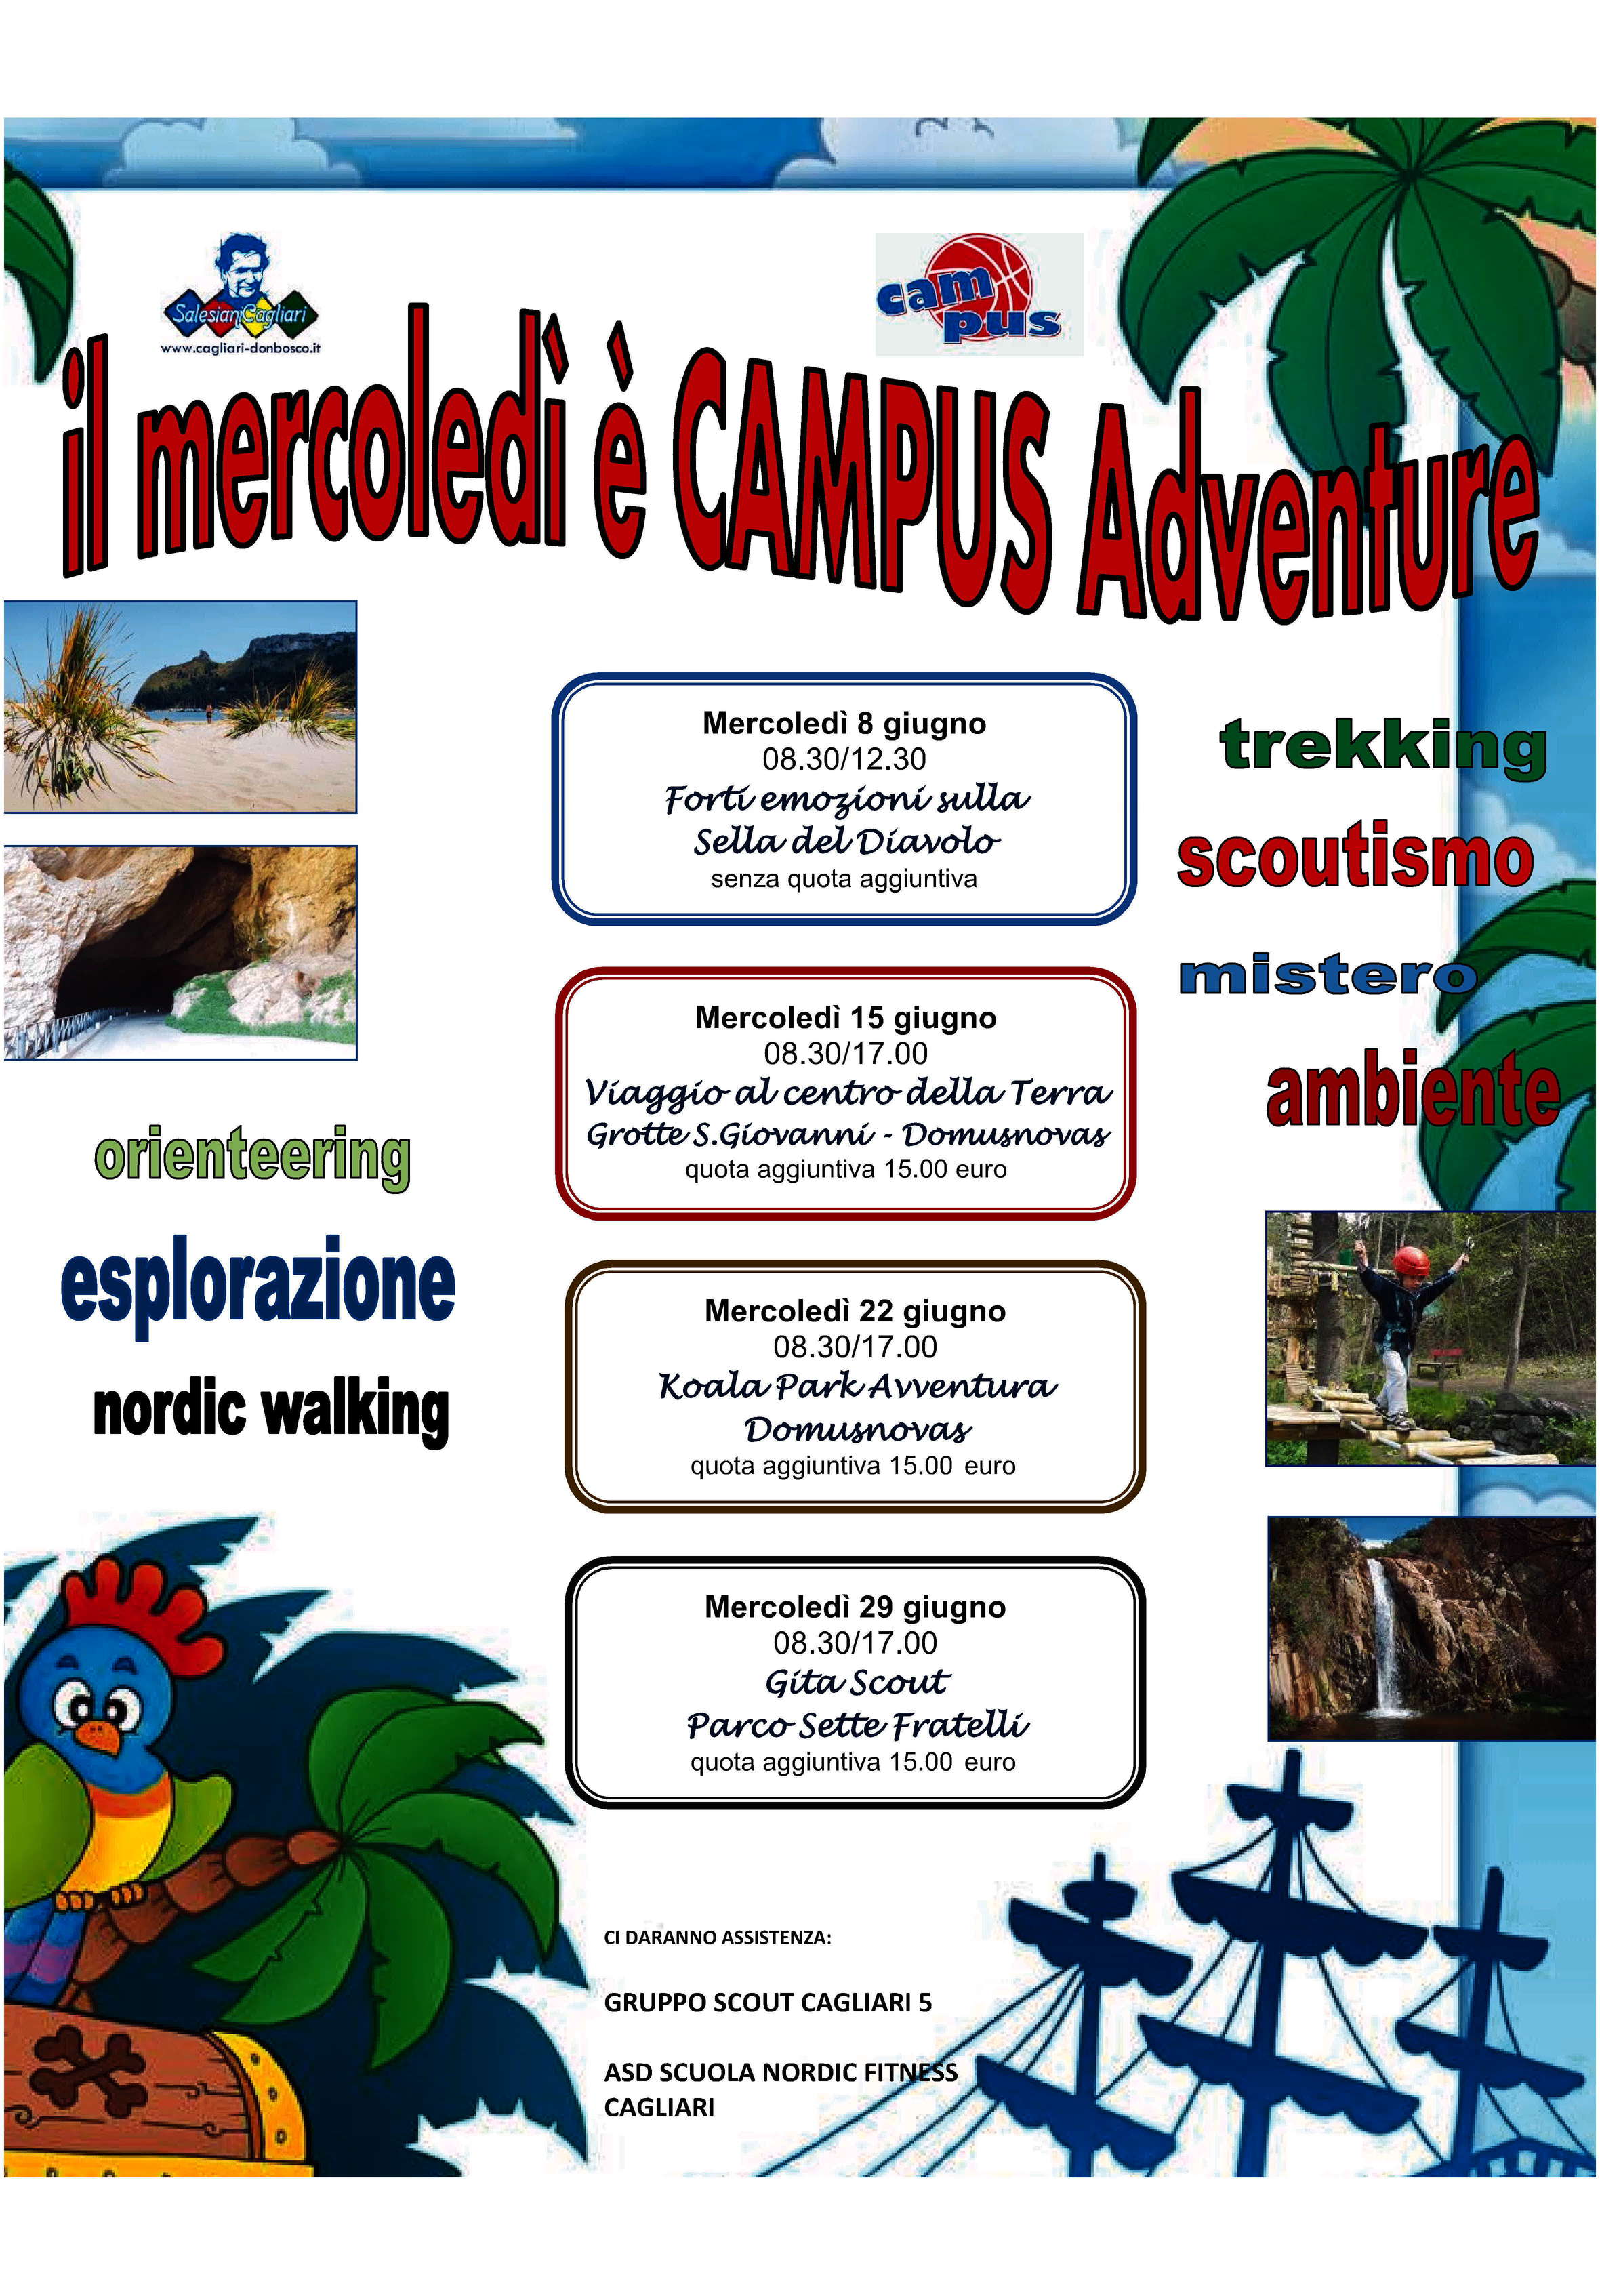 SalesianiCagliari
www.cagliari-donbosco.it
cam
pus
il mercoledì è CAMPUS Adventure
Mercoledì 8 giugno
08.30/12.30
Forti emozioni sulla
Sella del Diavolo
senza quota aggiuntiva
trekking
scoutismo
mistero
ambiente
Mercoledì 15 giugno
08.30/17.00
Viaggio al centro della Terra
Grotte S.Giovanni - Domusnovas
quota aggiuntiva 15.00 euro
orienteering
esplorazione
nordic walking
Mercoledì 22 giugno
08.30/17.00
Koala Park Avventura
Domusnovas
quota aggiuntiva 15.00 euro
Mercoledì 29 giugno
08.30/17.00
Gita Scout
Parco Sette Fratelli
quota aggiuntiva 15.00 euro
CI DARANNO ASSISTENZA:
GRUPPO SCOUT CAGLIARI 5
ASD SCUOLA NORDIC FITNESS
CAGLIARI